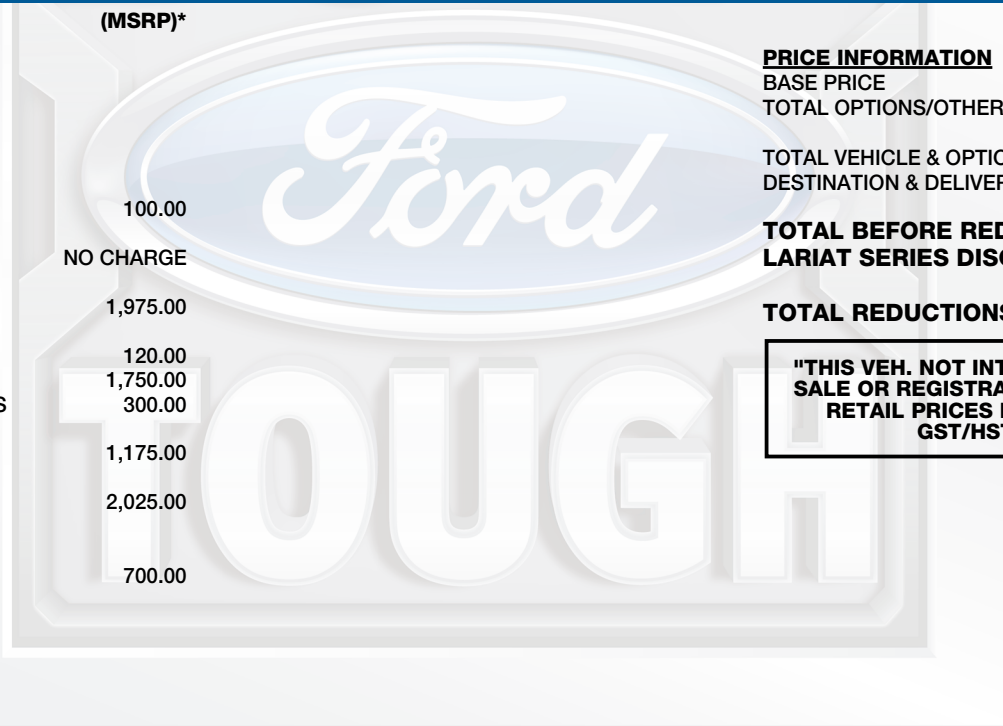 (MSRP)*
100.00
NO CHARGE
1,975.00
120.00
1,750.00
S 300.00
1,175.00
2,025.00
700.00
Ford
TOUGH
PRICE INFORMATION
BASE PRICE
TOTAL OPTIONS/OTHER
TOTAL VEHICLE & OPTIO
DESTINATION & DELIVER
TOTAL BEFORE RED
LARIAT SERIES DISC
TOTAL REDUCTIONS
"THIS VEH. NOT INT
SALE OR REGISTRA
RETAIL PRICES
GST/HST